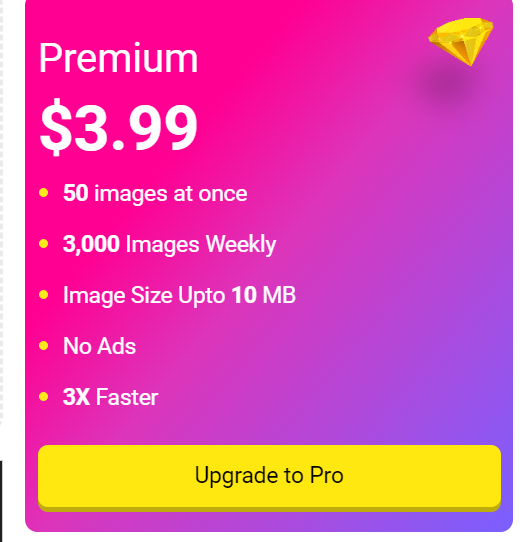 Premium
$3.99
50 images at once
3,000 Images Weekly
Image Size Upto 10 MB
No Ads
3X Faster
Upgrade to Pro